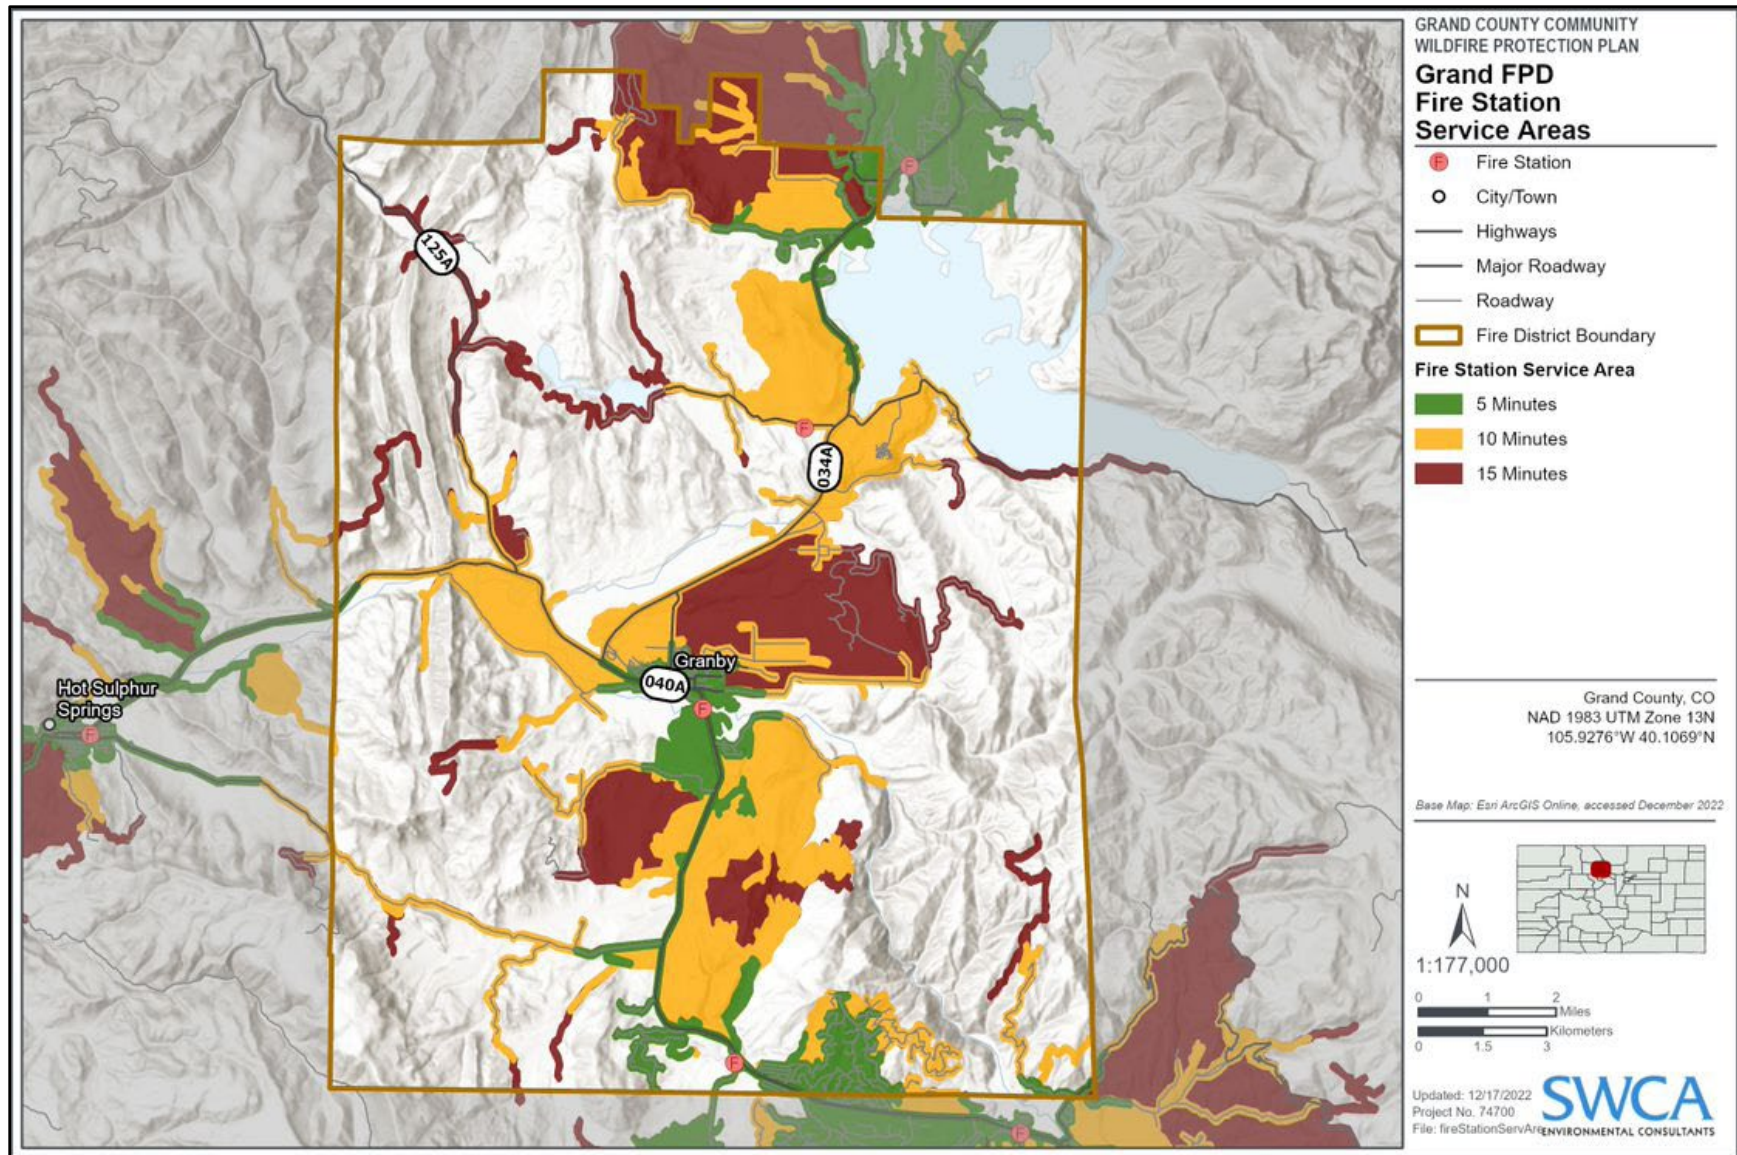 GRAND COUNTY COMMUNITY
WILDFIRE PROTECTION PLAN
Grand FPD
Fire Station
Service Areas
F Fire Station
City/Town
Highways
Major Roadway
Roadway
Fire District Boundary
Fire Station Service Area
5 Minutes
10 Minutes
15 Minutes
Grand County, CO
NAD 1983 UTM Zone 13N
105.9276°W 40.1069°N
Base Map: Esri ArcGIS Online, accessed December 2022
N
1:177,000
0 1 2
Miles
Kilometers
0 1.5 3
Updated: 12/17/2022
Project No. 74700
File: fireStationServAre
SWCA
ENVIRONMENTAL CONSULTANTS
F
125A
F
034A
Granby
040A
F
Hot Sulphur
Springs
F
F
F